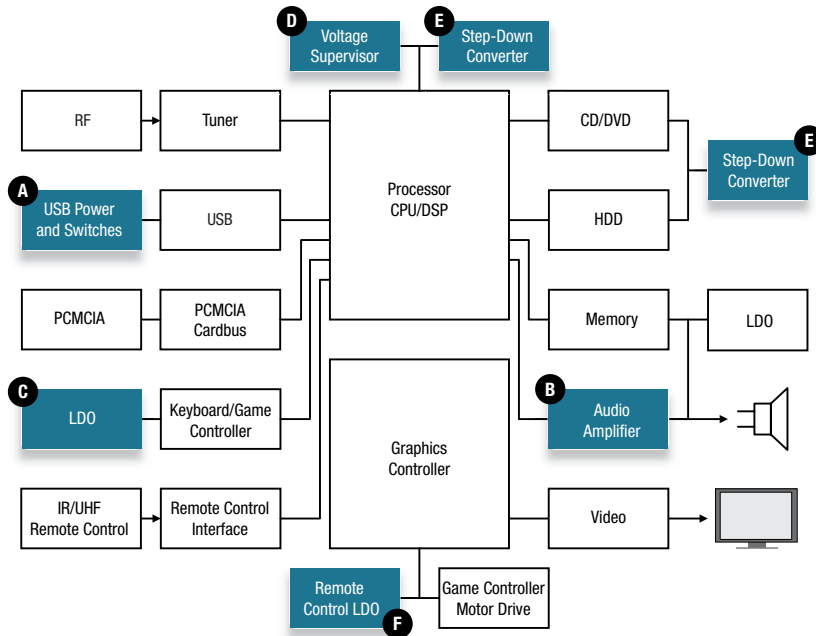 D
Voltage
Supervisor
E
Step-Down
Converter
RF
Tuner
CD/DVD
Processor
CPU/DSP
E
Step-Down
Converter
A
USB Power
and Switches
USB
HDD
PCMCIA
PCMCIA
Cardbus
Memory
LDO
C
LDO
Keyboard/Game
Controller
Graphics
Controller
B
Audio
Amplifier
IR/UHF
Remote Control
Remote Control
Interface
Video
Remote
Control LDO
F
Game Controller
Motor Drive